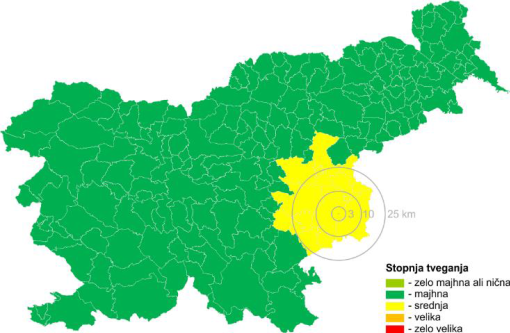 3 10 25 km
Stopnja tveganja
- zelo majhna ali nična
- majhna
- srednja
- velika
- zelo velika